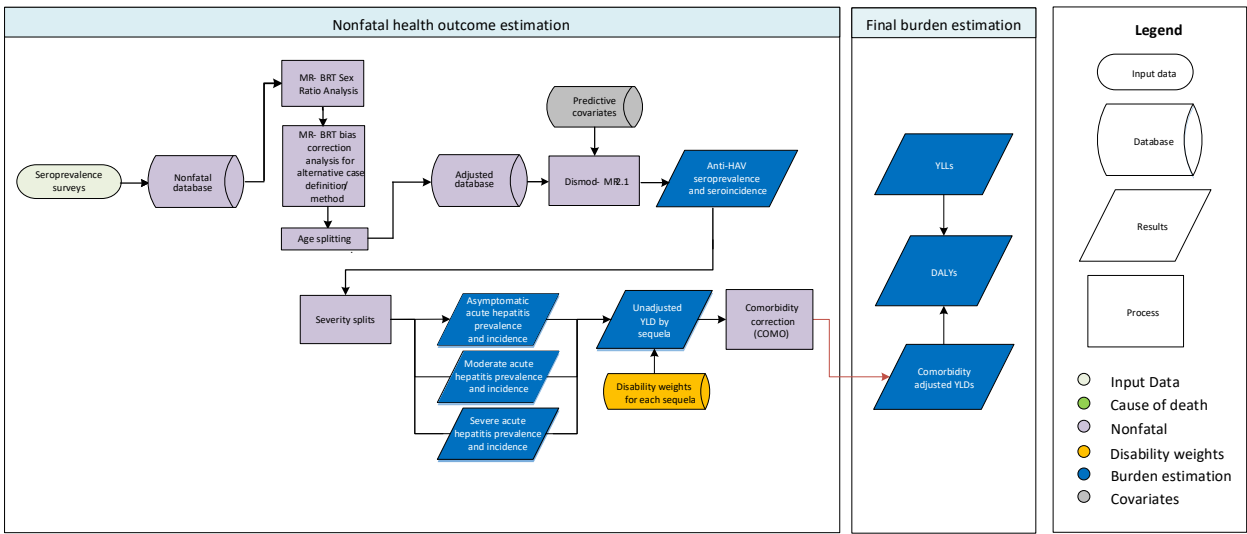 Nonfatal health outcome estimation
Final burden estimation
Legend
MR- BRT Sex
Ratio Analysis
MR- BRT bias
correction
analysis for
alternative case
definition/
method
Age splitting
Seroprevalence
surveys
Nonfatal
database
Adjusted
database
Predictive
covariates
Dismod- MR2.1
Anti-HAV
seroprevalence
and seroincidence
Severity splits
Asymptomatic
acute hepatitis
prevalence
and incidence
Moderate acute
hepatitis prevalence
and incidence
Severe acute
hepatitis prevalence
and incidence
Unadjusted
YLD by
sequela
Disability weights
for each sequela
Comorbidity
correction
(COMO)
YLLs
DALYs
Comorbidity
adjusted YLDs
Input data
Database
Results
Process
Input Data
Cause of death
Nonfatal
Disability weights
Burden estimation
Covariates